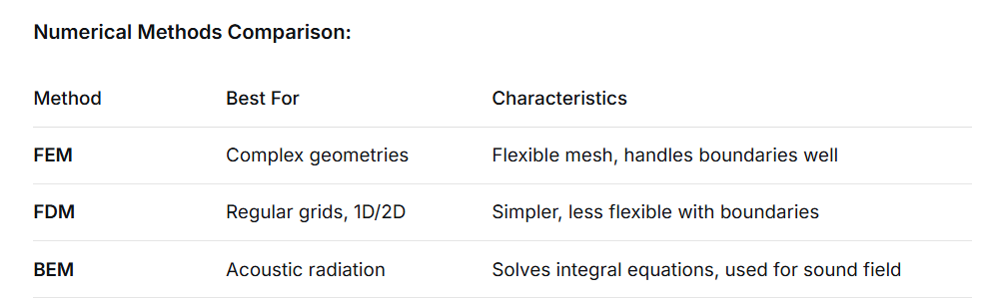 Numerical Methods Comparison:
Method Best For Characteristics
FEM Complex geometries Flexible mesh, handles boundaries well
FDM Regular grids, 1D/2D Simpler, less flexible with boundaries
BEM Acoustic radiation Solves integral equations, used for sound field